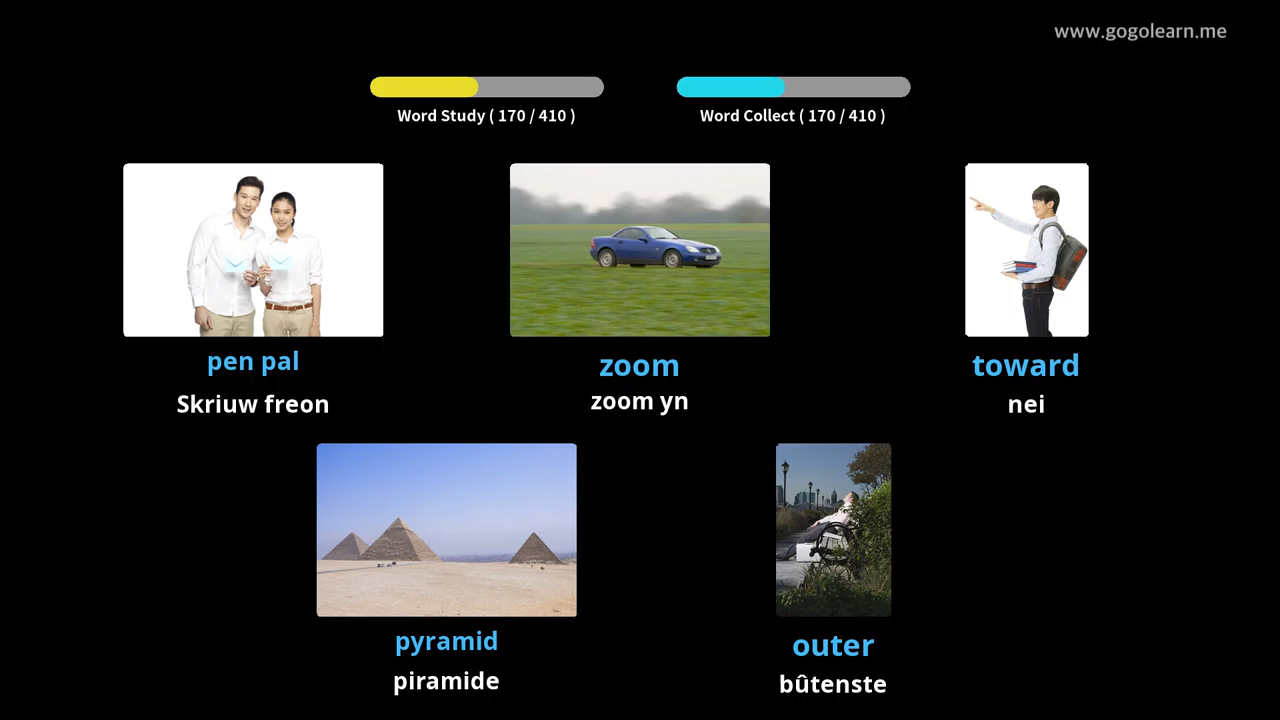 www.gogolearn.me
Word Study ( 170 / 410 )
Word Collect ( 170 / 410 )
pen pal
Skriuw freon
zoom
zoom yn
toward
nei
pyramid
piramide
outer
bûtenste